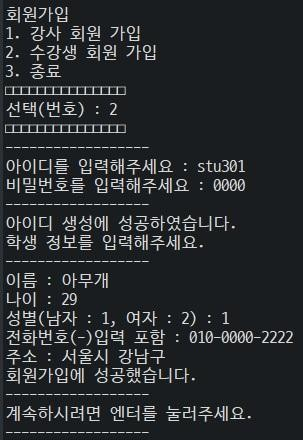 회원가입
1. 강사 회원 가입
2. 수강생 회원 가입
3. 종료
□□□□□□□□□□□□□□□
선택(번호) : 2
□□□□□□□□□□□□□□□
------------------
아이디를 입력해주세요 : stu301
비밀번호를 입력해주세요 : 0000
------------------
아이디 생성에 성공하였습니다.
학생 정보를 입력해주세요.
------------------
이름 : 아무개
나이 : 29
성별(남자 : 1, 여자 : 2) : 1
전화번호(-)입력 포함 : 010-0000-2222
주소 : 서울시 강남구
회원가입에 성공했습니다.
------------------
계속하시려면 엔터를 눌러주세요.
------------------